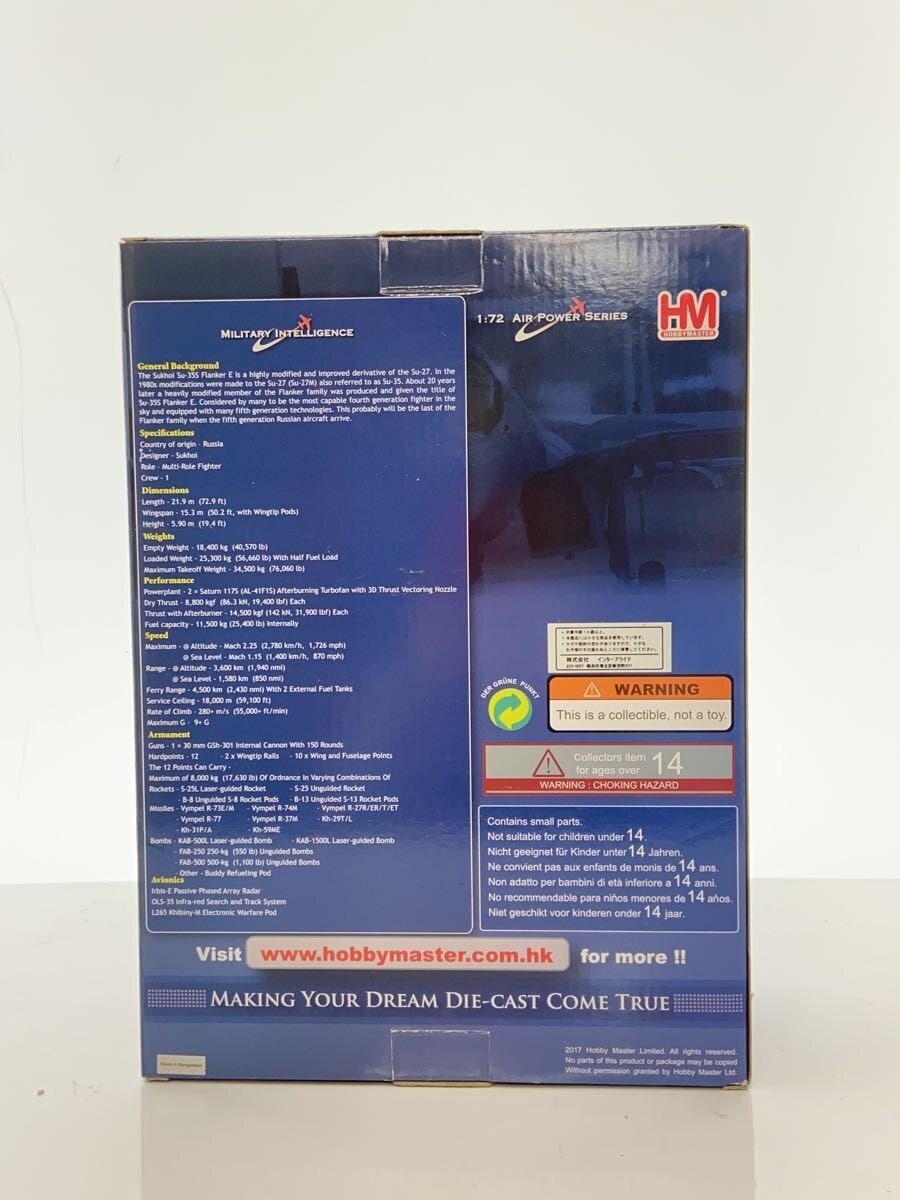 MILITARY INTELLIGENCE
General Background
The Sukhoi Su-35S Flanker E is a highly modified and improved derivative of the Su-27. In the
1980s modifications were made to the Su-27 (Su-27M) also referred to as Su-35. About 20 years
later a heavily modified member of the Flanker family was produced and given the title of
Su-35S Flanker E. Considered by many to be the most capable fourth generation fighter in the
sky and equipped with many fifth generation technologies. This probably will be the last of the
Flanker family when the fifth generation Russian aircraft arrive.
Specifications
Country of origin - Russia
Designer - Sukhoi
Role - Multi-Role Fighter
Crew - 1
Dimensions
Length - 21.9 m (72.9 ft)
Wingspan - 15.3 m (50.2 ft, with Wingtip Pods)
Height - 5.90 m (19.4 ft)
Weights
Empty Weight - 18,400 kg (40,570 lb)
Loaded Weight - 25,300 kg (56,660 lb) With Half Fuel Load
Maximum Takeoff Weight - 34,500 kg (76,060 lb)
Performance
Powerplant - 2 × Saturn 117S (AL-41F1S) Afterburning Turbofan with 3D Thrust Vectoring Nozzle
Dry Thrust - 8,800 kgf (86.3 kN, 19,400 lbf) Each
Thrust with Afterburner - 14,500 kgf (142 kN, 31,900 lbf) Each
Fuel capacity - 11,500 kg (25,400 lb) Internally
Speed
Maximum - @ Altitude - Mach 2.25 (2,780 km/h, 1,726 mph)
@ Sea Level - Mach 1.15 (1,400 km/h, 870 mph)
Range - @ Altitude - 3,600 km (1,940 nmi)
@ Sea Level - 1,580 km (850 nmi)
Ferry Range - 4,500 km (2,430 nmi) With 2 External Fuel Tanks
Service Ceiling - 18,000 m (59,100 ft)
Rate of Climb - 280+ m/s (55,000+ ft/min)
Maximum G - 9+ G
Armament
Guns - 1 × 30 mm GSh-301 Internal Cannon With 150 Rounds
Hardpoints - 12 - 2 x Wingtip Rails - 10 x Wing and Fuselage Points
The 12 Points Can Carry -
Maximum of 8,000 kg (17,630 lb) Of Ordnance In Varying Combinations Of
Rockets - S-25L Laser-guided Rocket - S-25 Unguided Rocket
- B-8 Unguided S-8 Rocket Pods - B-13 Unguided S-13 Rocket Pods
Missiles - Vympel R-73E/M - Vympel R-74M - Vympel R-27R/ER/T/ET
- Vympel R-77 - Vympel R-37M - Kh-29T/L
- Kh-31P/A - Kh-59ME
Bombs - KAB-500L Laser-guided Bomb - KAB-1500L Laser-guided Bomb
- FAB-250 250-kg (550 lb) Unguided Bombs
- FAB-500 500-kg (1,100 lb) Unguided Bombs
- Other - Buddy Refueling Pod
Avionics
Irbis-E Passive Phased Array Radar
OLS-35 Infra-red Search and Track System
L265 Khibiny-M Electronic Warfare Pod
1:72 AIR POWER SERIES
HM®
HOBBYMASTER
株式会社 インターアライド
DER GRÜNE PUNKT
WARNING
This is a collectible, not a toy.
Collectors item
for ages over 14
WARNING : CHOKING HAZARD
Contains small parts.
Not suitable for children under 14.
Nicht geeignet für Kinder unter 14 Jahren.
Ne convient pas aux enfants de monis de 14 ans.
Non adatto per bambini di età inferiore a 14 anni.
No recommendable para niños menores de 14 años.
Niet geschikt voor kinderen onder 14 jaar.
Visit www.hobbymaster.com.hk for more !!
MAKING YOUR DREAM DIE-CAST COME TRUE
Made in Bangladesh
2017 Hobby Master Limited. All rights reserved.
No parts of this product or package may be copied
Without permission granted by Hobby Master Ltd.